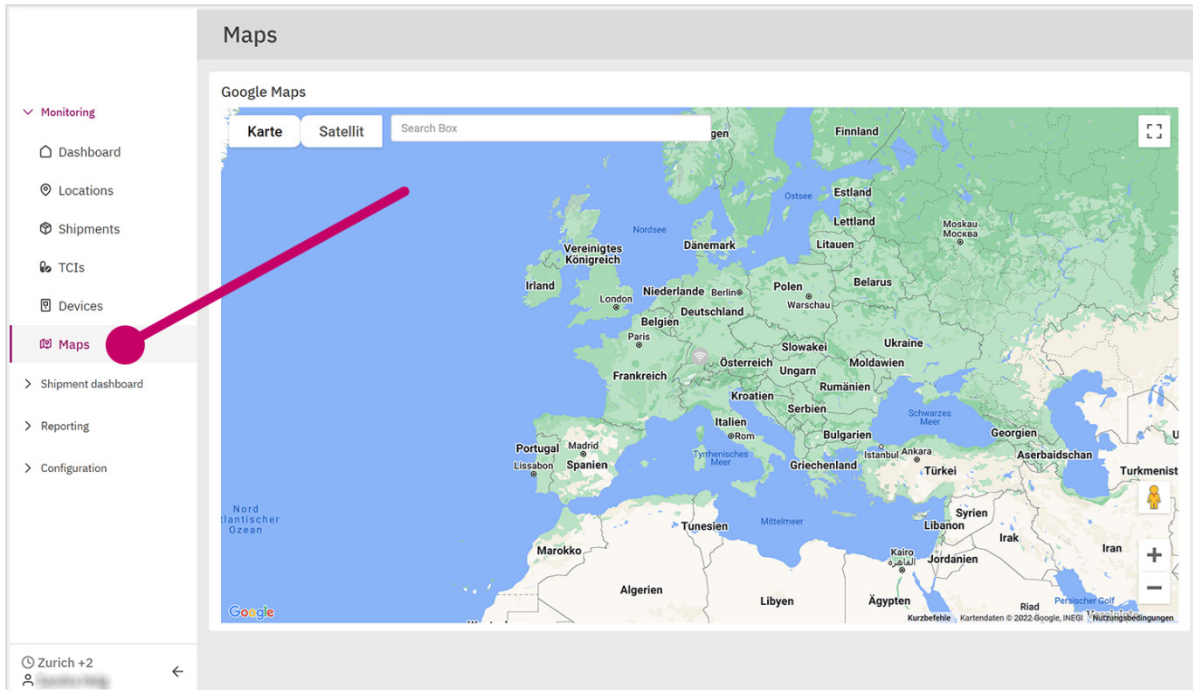 Maps
Monitoring
Dashboard
Locations
Shipments
TCIs
Devices
Maps
Shipment dashboard
Reporting
Configuration
Zurich +2
Google Maps
Karte
Satellit
Search Box
gen
Finnland
Ostsee
Estland
Nordsee
Lettland
Moskau
Москва
Vereinigtes
Königreich
Dänemark
Litauen
Irland
London
Niederlande
Berlin
Polen
Belarus
Warschau
Deutschland
Belgien
Paris
Slowakei
Ukraine
Österreich
Ungarn
Moldawien
Frankreich
Rumänien
Kroatien
Serbien
Schwarzes
Meer
Italien
Rom
Bulgarien
Georgien
Portugal
Madrid
Istanbul
Ankara
Aserbaidschan
Lissabon
Spanien
Tyrrhenisches
Meer
Griechenland
Türkei
Turkmenist
U
Nord
lantischer
Ozean
Tunesien
Mittelmeer
Syrien
Libanon
Irak
Iran
Marokko
Kairo
القاهرة
Jordanien
Algerien
Libyen
Ägypten
Riad
Persischer Golf
Google
Kurzbefehle
Kartendaten © 2022 Google, INEGI
Nutzungsbedingungen